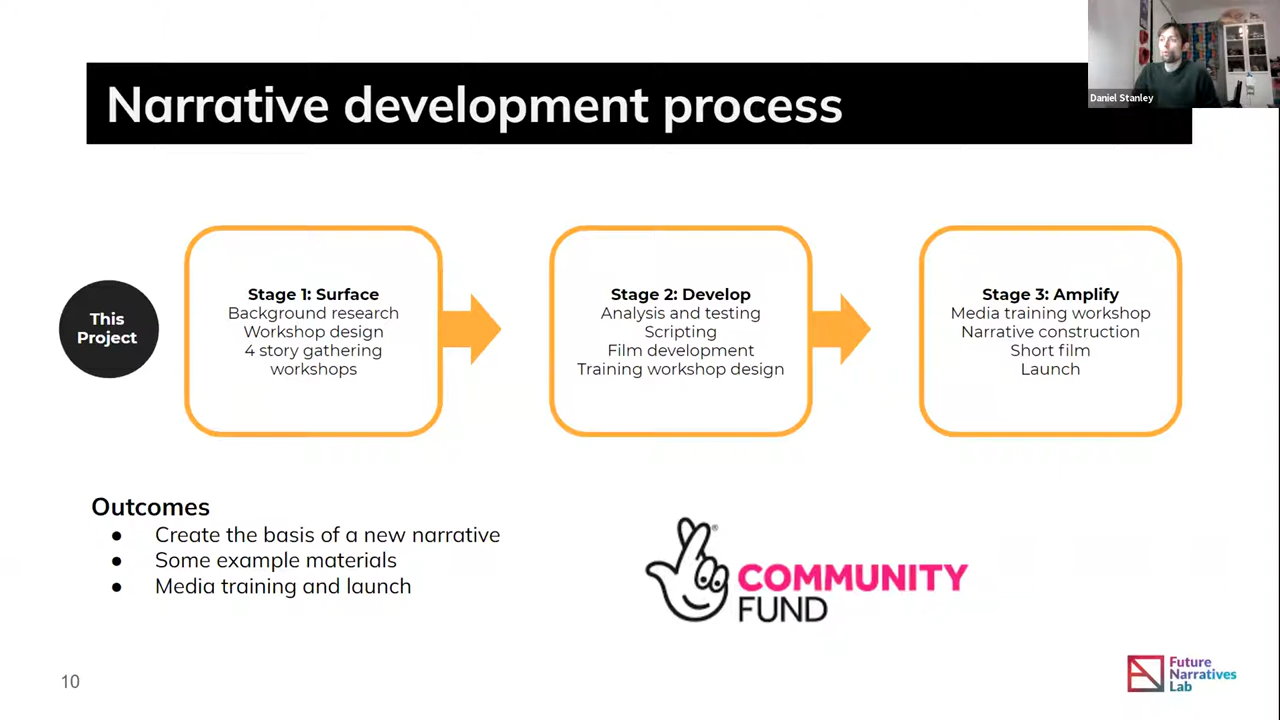 Narrative development process
Daniel Stanley
This
Project
Stage 1: Surface
Background research
Workshop design
4 story gathering
workshops
Stage 2: Develop
Analysis and testing
Scripting
Film development
Training workshop design
Stage 3: Amplify
Media training workshop
Narrative construction
Short film
Launch
Outcomes
● Create the basis of a new narrative
● Some example materials
● Media training and launch
®
COMMUNITY
FUND
10
Future
Narratives
Lab